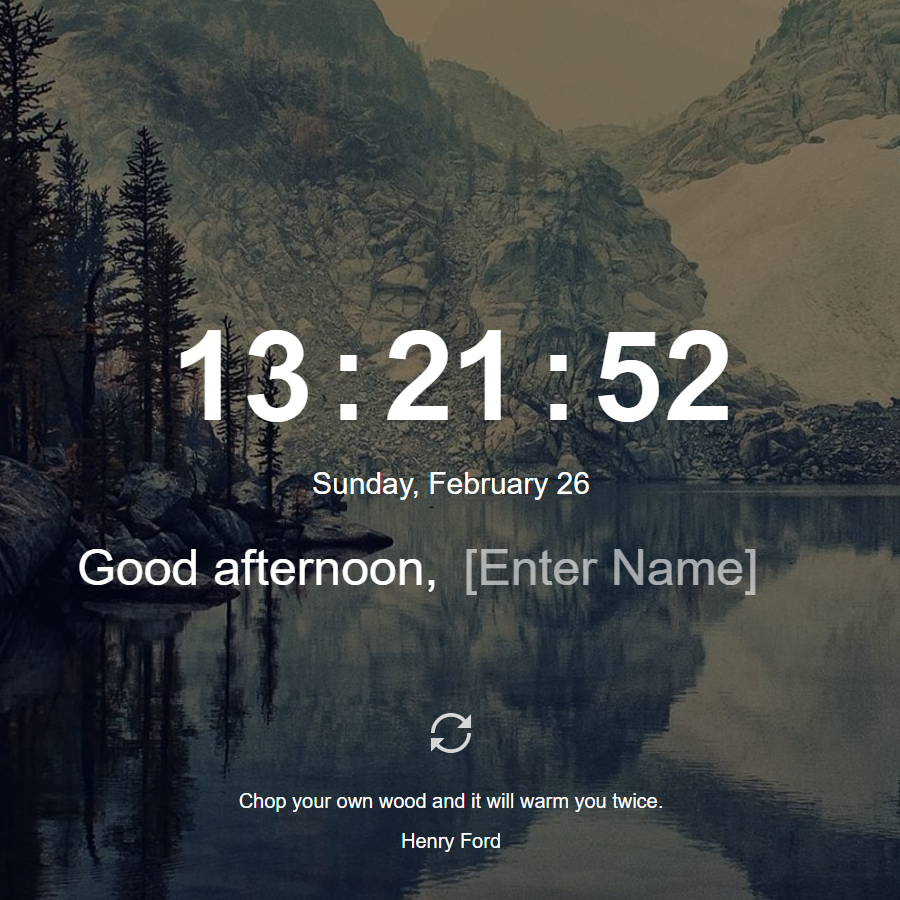 13:21:52
Sunday, February 26
Good afternoon, [Enter Name]
Chop your own wood and it will warm you twice.
Henry Ford